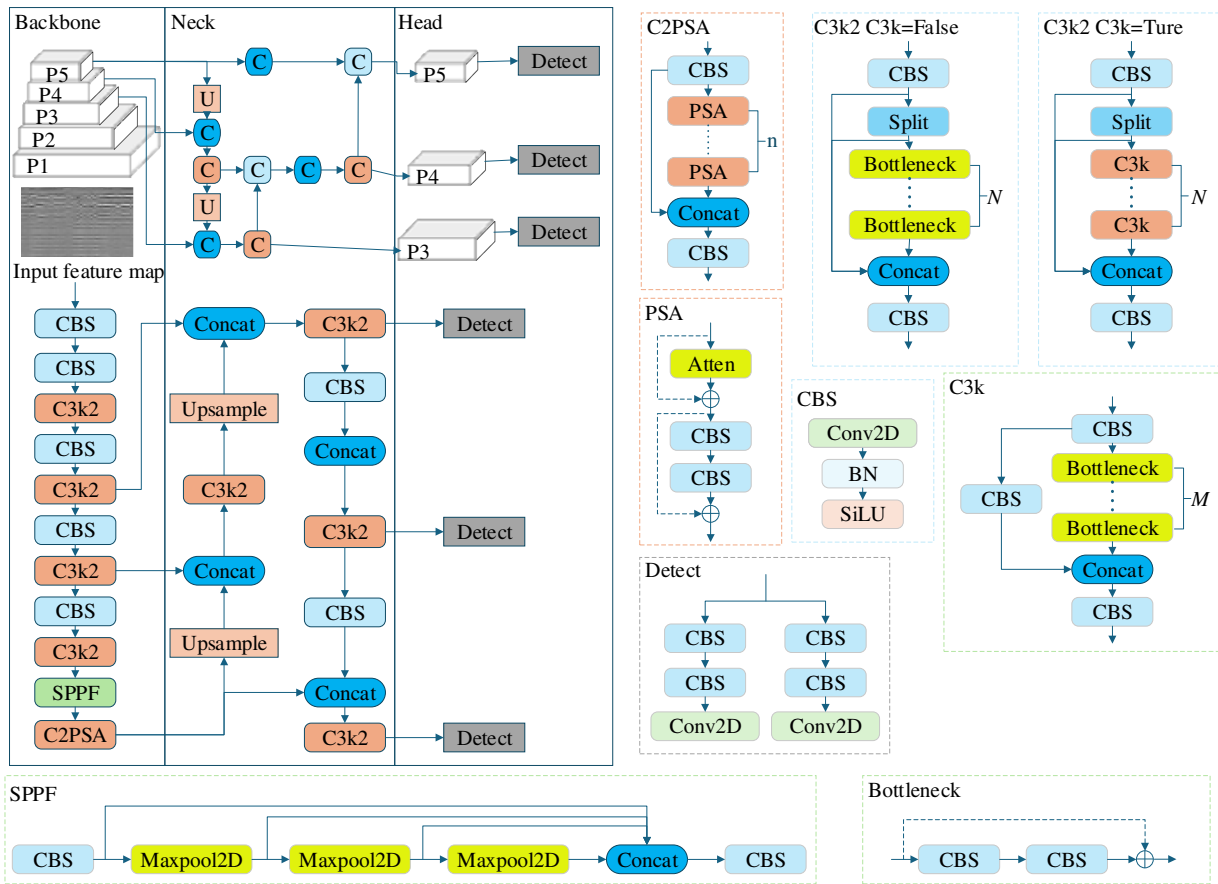 Backbone
Neck
Head
P5
P4
P3
P2
P1
C
C
U
C
C
C
C
C
U
C
C
P5
P4
P3
Detect
Detect
Detect
Input feature map
CBS
CBS
C3k2
CBS
C3k2
CBS
C3k2
CBS
C3k2
SPPF
C2PSA
Concat
Upsample
C3k2
Concat
Upsample
C3k2
CBS
Concat
C3k2
CBS
Concat
C3k2
Detect
Detect
Detect
C2PSA
CBS
PSA
PSA
n
Concat
CBS
C3k2 C3k=False
CBS
Split
Bottleneck
Bottleneck
N
Concat
CBS
C3k2 C3k=Ture
CBS
Split
C3k
C3k
N
Concat
CBS
PSA
Atten
CBS
CBS
CBS
Conv2D
BN
SiLU
C3k
CBS
Bottleneck
CBS
Bottleneck
M
Concat
CBS
Detect
CBS
CBS
CBS
CBS
Conv2D
Conv2D
SPPF
CBS
Maxpool2D
Maxpool2D
Maxpool2D
Concat
CBS
Bottleneck
CBS
CBS